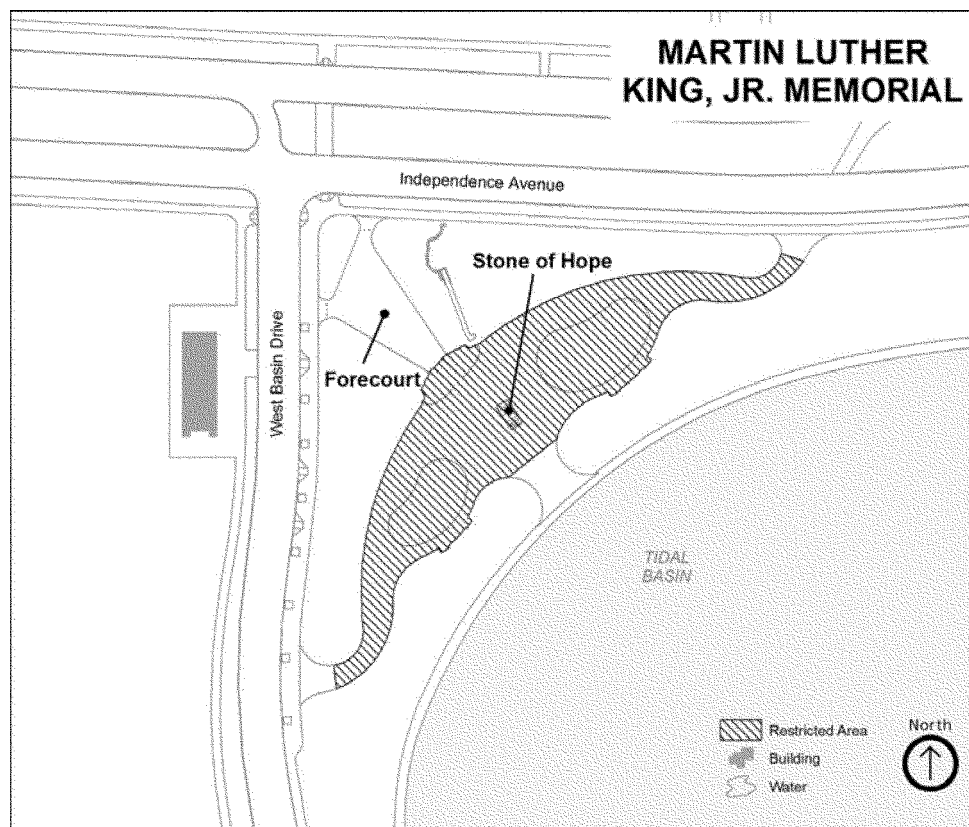 MARTIN LUTHER
KING, JR. MEMORIAL
Independence Avenue
Stone of Hope
Forecourt
West Basin Drive
TIDAL
BASIN
Restricted Area
Building
Water
North